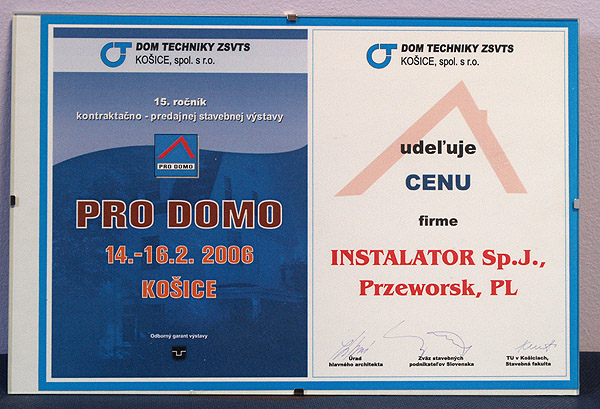 DOM TECHNIKY ZSVTS
KOŠICE, spol. s r.o.
15. ročník
kontraktačno - predajnej stavebnej výstavy
PRO DOMO
PRO DOMO
14.-16.2. 2006
KOŠICE
Odborný garant výstavy
DOM TECHNIKY ZSVTS
KOŠICE, spol. s r.o.
udeľuje
CENU
firme
INSTALATOR Sp.J.,
Przeworsk, PL
Úrad
hlavného architekta
Zväz stavebných
podnikateľov Slovenska
TU v Košiciach,
Stavebná fakulta